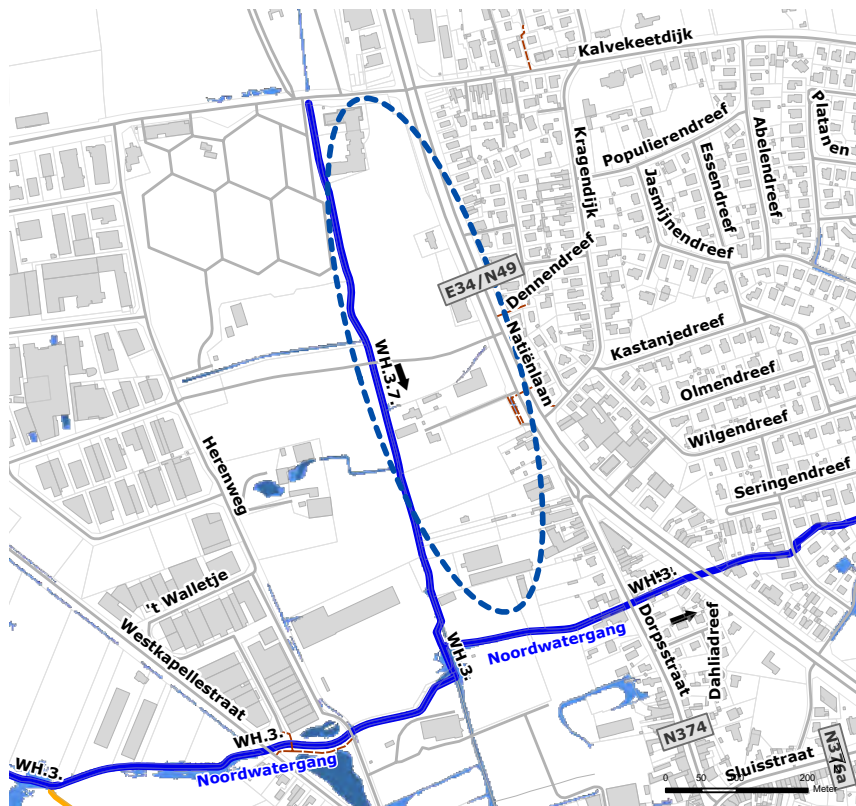 Kalvekeetdijk
Platanen
Abelendreef
Populierendreef
Essendreef
Kragendijk
Jasmijnendreef
E34/N49
Dennendreef
Natiënlaan
Kastanjedreef
WH.3.7.
Olmendreef
Wilgendreef
Herenweg
Seringendreef
't Walletje
WH.3.
Westkapellestraat
Noordwatergang
WH.3.
Dorpsstraat
Dahliadreef
WH.3.
N374
N376a
Noordwatergang
WH.3.
Sluisstraat
0 50 100 200
Meter